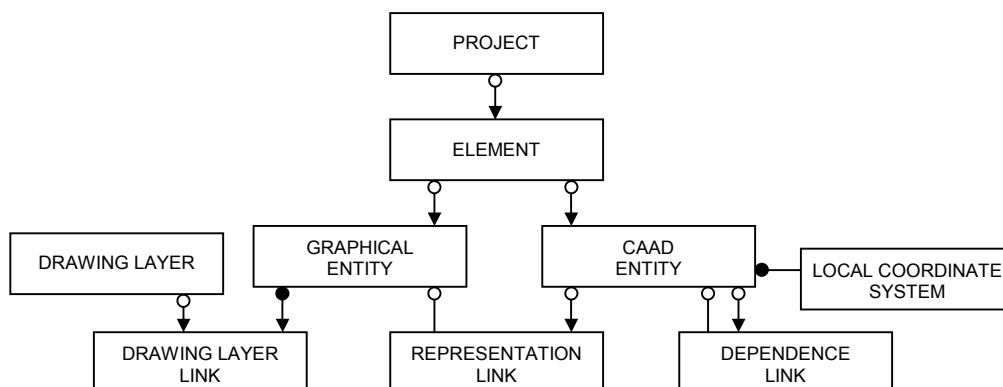 PROJECT
ELEMENT
GRAPHICAL
ENTITY
CAAD
ENTITY
DRAWING LAYER
LOCAL COORDINATE
SYSTEM
DRAWING LAYER
LINK
REPRESENTATION
LINK
DEPENDENCE
LINK